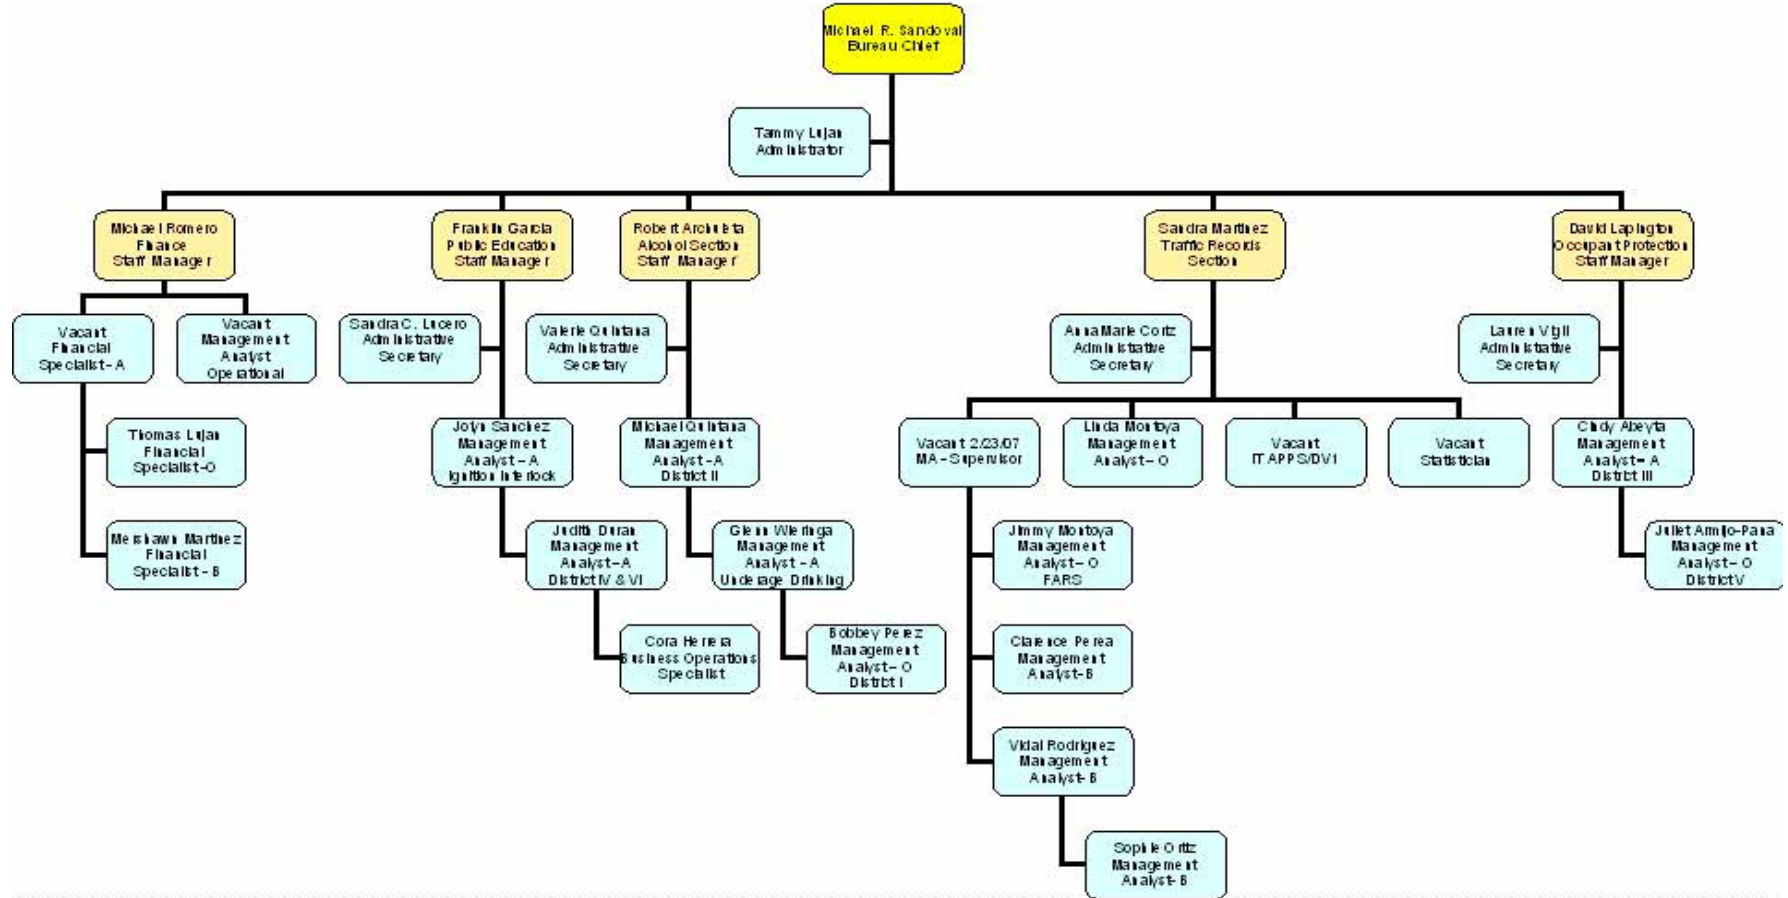 Michael R. Sandoval
Bureau Chief
Tammy Lujan
Administrator
Michael Romero
Finance
Staff Manager
Franklin Garcia
Public Education
Staff Manager
Robert Archuleta
Alcohol Section
Staff Manager
Sandra Martinez
Traffic Records
Section
David Lapington
Occupant Protection
Staff Manager
Vacant
Financial
Specialist- A
Vacant
Management
Analyst
Operational
Sandra C. Lucero
Administrative
Secretary
Valerie Quintana
Administrative
Secretary
AnnaMarie Cortz
Administrative
Secretary
Lauren Vigil
Administrative
Secretary
Thomas Lujan
Financial
Specialist-O
Jolyn Sanchez
Management
Analyst- A
Ignition Interlock
Michael Quintana
Management
Analyst- A
District II
Vacant 2/23/07
MA - Supervisor
Linda Montoya
Management
Analyst- O
Vacant
IT APPS/DV1
Vacant
Statistician
Cindy Abeyta
Management
Analyst- A
District III
Mershawn Martinez
Financial
Specialist- B
Judith Duran
Management
Analyst- A
District IV & VI
Glenn Wieringa
Management
Analyst - A
Underage Drinking
Jimmy Montoya
Management
Analyst- O
FARS
Juliet Armijo-Pana
Management
Analyst- O
District V
Cora Herrera
Business Operations
Specialist
Bobbey Perez
Management
Analyst- O
District I
Clarence Perea
Management
Analyst-B
Vidal Rodriguez
Management
Analyst- B
Sophie Ortiz
Management
Analyst- B